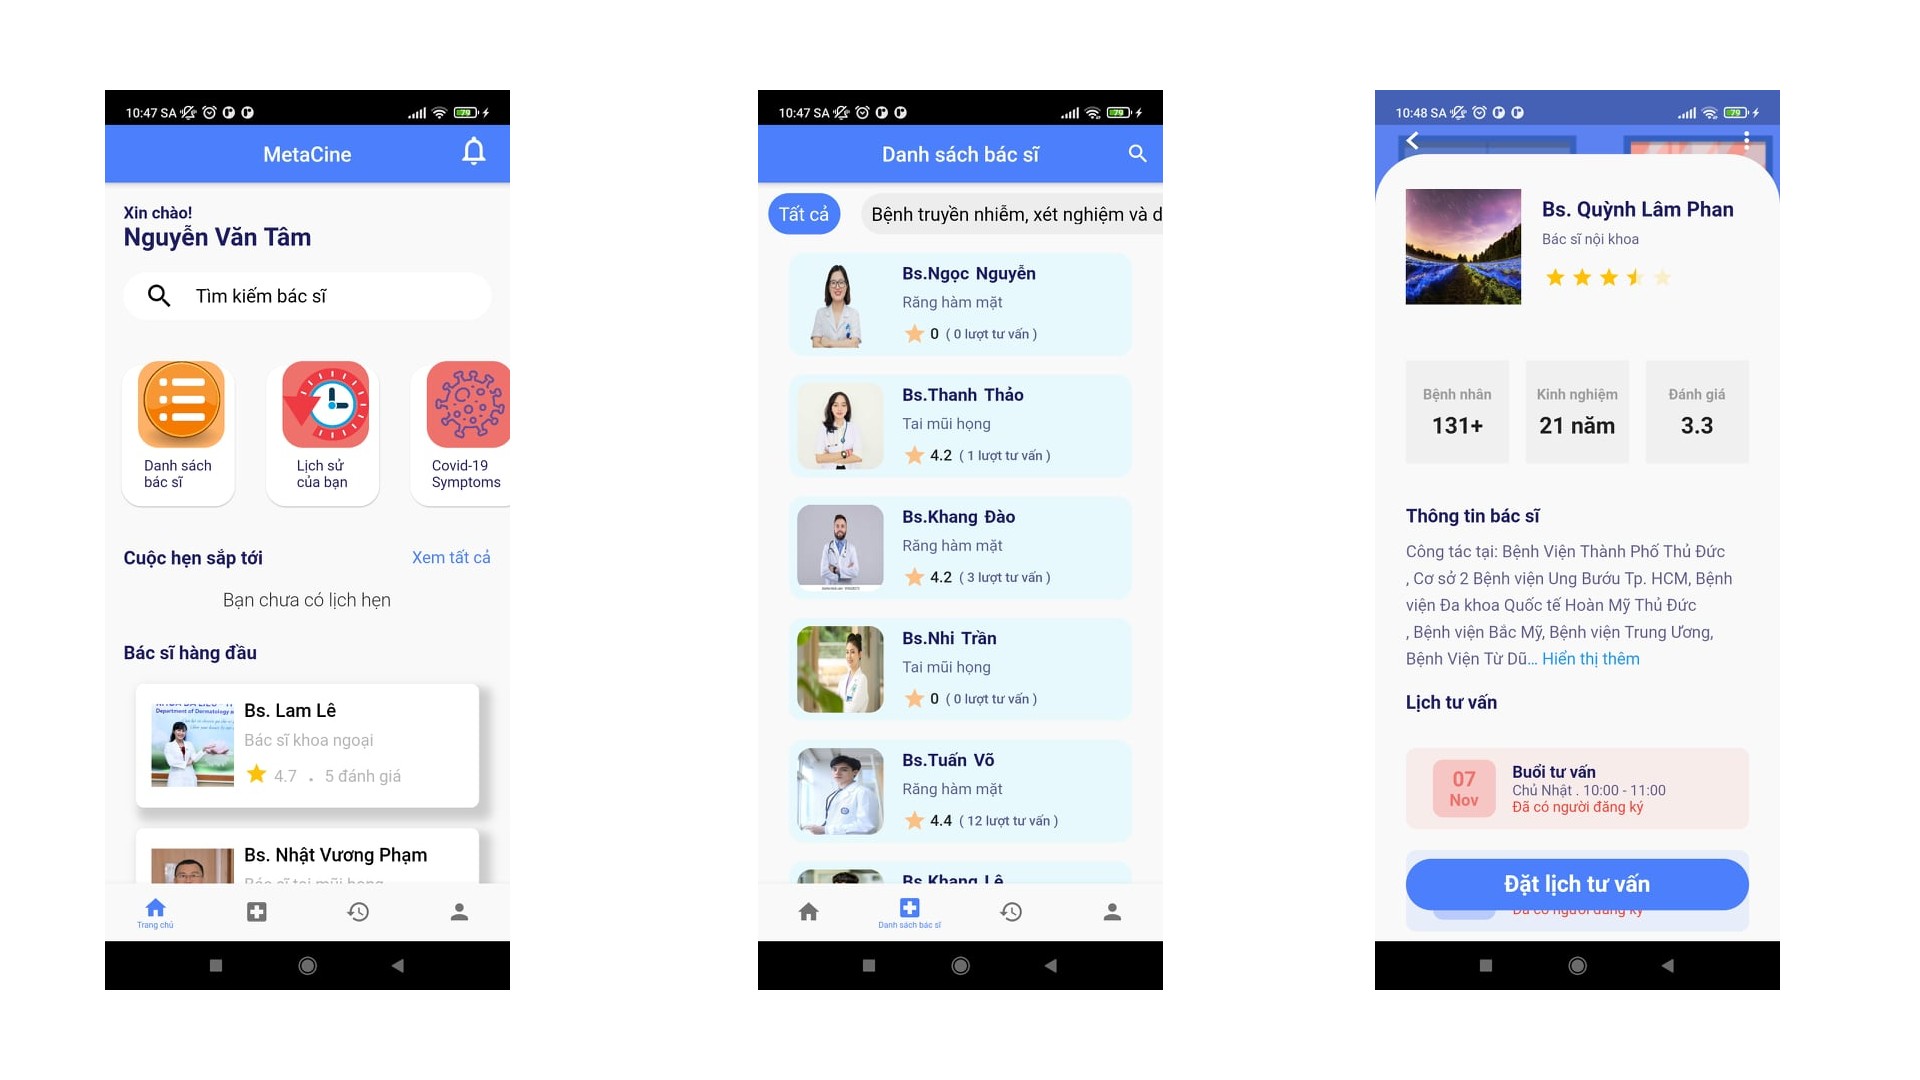 10:47 SA
79
MetaCine
Xin chào!
Nguyễn Văn Tâm
Tìm kiếm bác sĩ
Danh sách
bác sĩ
Lịch sử
của bạn
Covid-19
Symptoms
Cuộc hẹn sắp tới
Xem tất cả
Bạn chưa có lịch hẹn
Bác sĩ hàng đầu
Department of Dermatology
Bs. Lam Lê
Bác sĩ khoa ngoại
4.7 . 5 đánh giá
Bs. Nhật Vương Phạm
Bác sĩ tai mũi họng
Trang chủ
10:47 SA
79
Danh sách bác sĩ
Tất cả
Bệnh truyền nhiễm, xét nghiệm và d
Bs.Ngọc Nguyễn
Răng hàm mặt
0 ( 0 lượt tư vấn )
Bs.Thanh Thảo
Tai mũi họng
4.2 ( 1 lượt tư vấn )
Bs.Khang Đào
Răng hàm mặt
4.2 ( 3 lượt tư vấn )
Bs.Nhi Trần
Tai mũi họng
0 ( 0 lượt tư vấn )
Bs.Tuấn Võ
Răng hàm mặt
4.4 ( 12 lượt tư vấn )
Bs.Khang Lê
Danh sách bác sĩ
10:48 SA
79
Bs. Quỳnh Lâm Phan
Bác sĩ nội khoa
Bệnh nhân
131+
Kinh nghiệm
21 năm
Đánh giá
3.3
Thông tin bác sĩ
Công tác tại: Bệnh Viện Thành Phố Thủ Đức
, Cơ sở 2 Bệnh viện Ung Bướu Tp. HCM, Bệnh
viện Đa khoa Quốc tế Hoàn Mỹ Thủ Đức
, Bệnh viện Bắc Mỹ, Bệnh viện Trung Ương,
Bệnh Viện Từ Dũ... Hiển thị thêm
Lịch tư vấn
07
Nov
Buổi tư vấn
Chủ Nhật . 10:00 - 11:00
Đã có người đăng ký
Đặt lịch tư vấn
Đã có người đăng ký